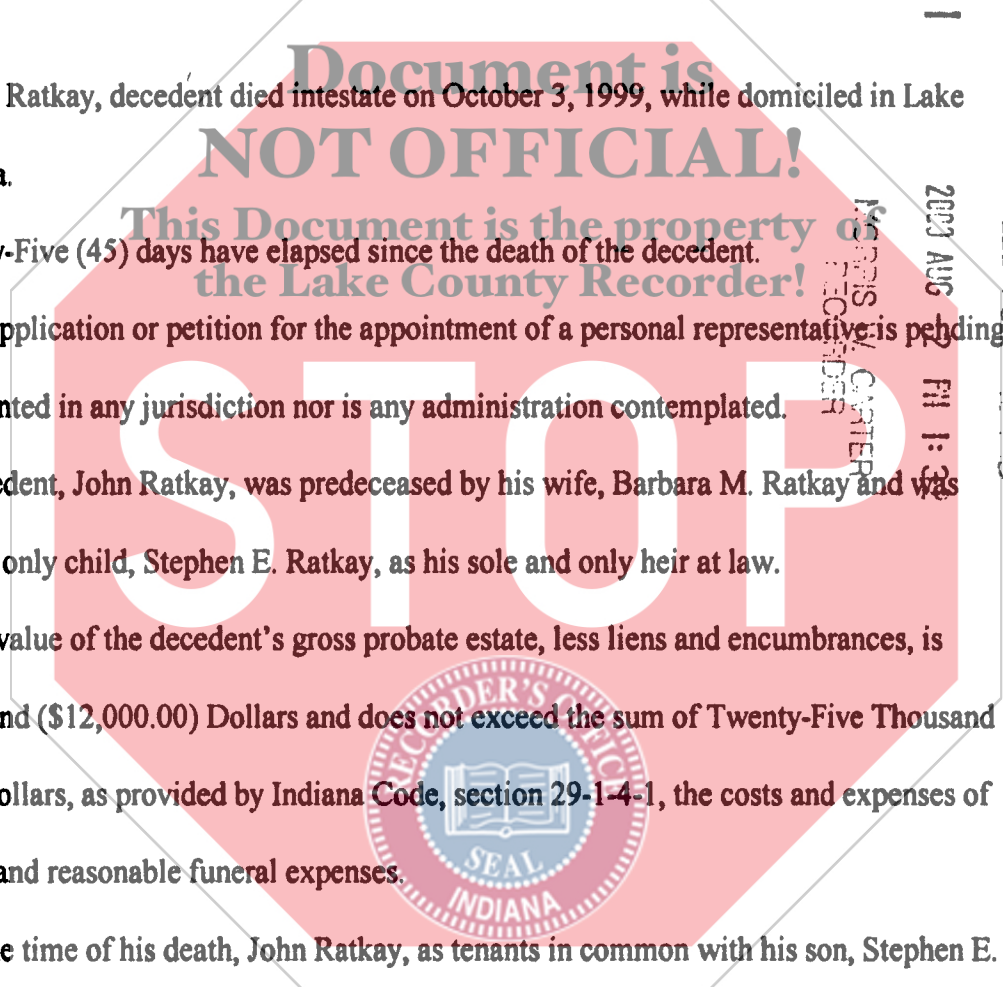 Document is
Ratkay, decedent died intestate on October 3, 1999, while domiciled in Lake
NOT OFFICIAL!
a.
This Document is the property of
y-Five (45) days have elapsed since the death of the decedent.
the Lake County Recorder!
pplication or petition for the appointment of a personal representative is pending
nted in any jurisdiction nor is any administration contemplated.
STOP
edent, John Ratkay, was predeceased by his wife, Barbara M. Ratkay and was
only child, Stephen E. Ratkay, as his sole and only heir at law.
value of the decedent's gross probate estate, less liens and encumbrances, is
nd ($12,000.00) Dollars and does not exceed the sum of Twenty-Five Thousand
ollars, as provided by Indiana Code, section 29-1-4-1, the costs and expenses of
and reasonable funeral expenses.
e time of his death, John Ratkay, as tenants in common with his son, Stephen E.
RECORDER'S OFFICE
SEAL
INDIANA
AUG
RECORDER